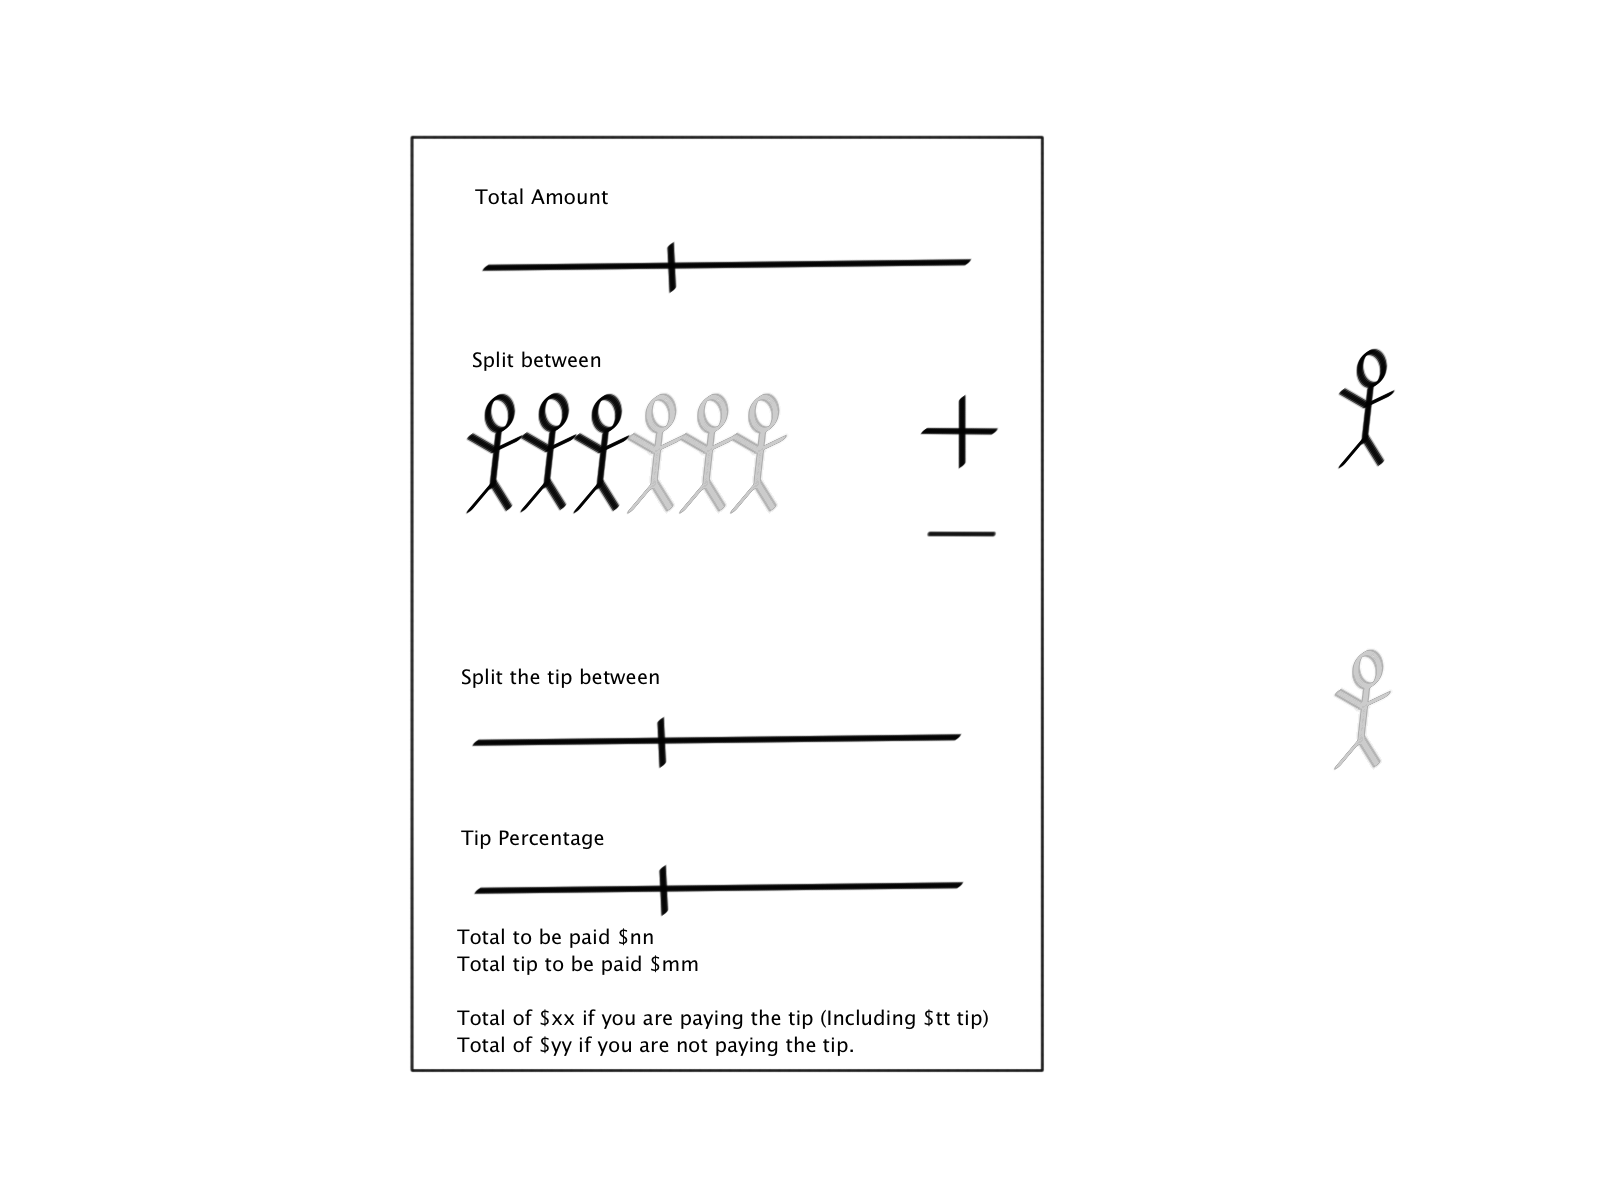 Total Amount
Split between
Split the tip between
Tip Percentage
Total to be paid $nn
Total tip to be paid $mm
Total of $xx if you are paying the tip (Including $tt tip)
Total of $yy if you are not paying the tip.